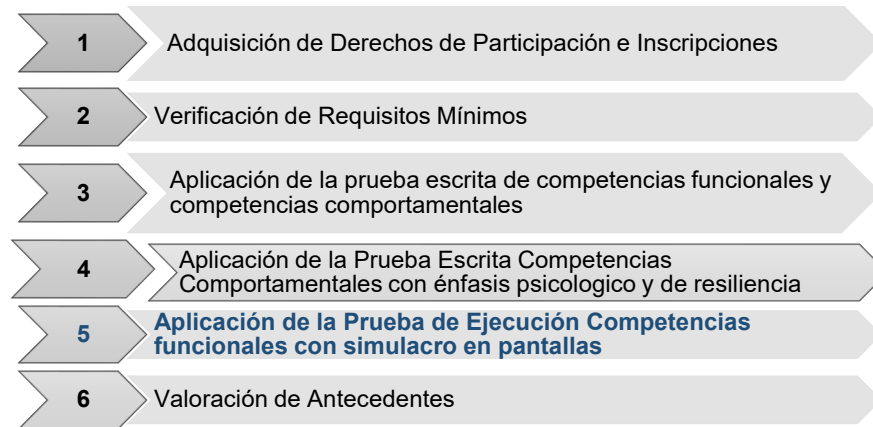 1 Adquisición de Derechos de Participación e Inscripciones
2 Verificación de Requisitos Mínimos
3 Aplicación de la prueba escrita de competencias funcionales y
competencias comportamentales
4 Aplicación de la Prueba Escrita Competencias
Comportamentales con énfasis psicologico y de resiliencia
5 Aplicación de la Prueba de Ejecución Competencias
funcionales con simulacro en pantallas
6 Valoración de Antecedentes